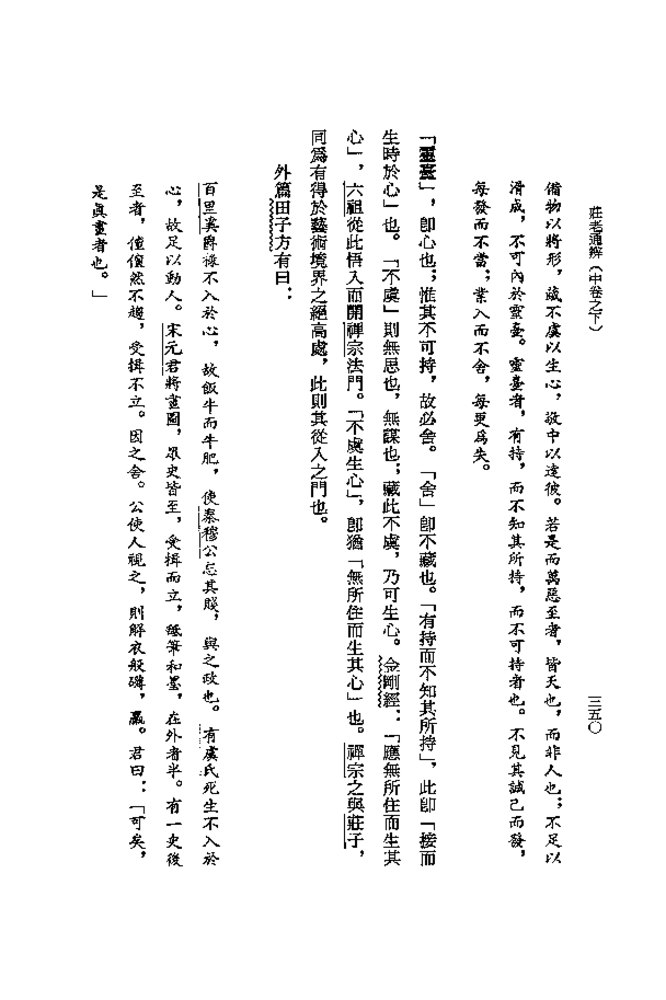 莊老通辨（中卷之下）
三五〇
備物以將形，藏不虞以生心，敬中以達彼。若是而萬惡至者，皆天也，而非人也；不足以
滑成，不可內於靈臺。靈臺者，有持，而不知其所持，而不可持者也。不見其誠己而發，
每發而不當；業入而不舍，每更爲失。
「靈臺」，卽心也；惟其不可持，故必舍。「舍」卽不藏也。「有持而不知其所持」，此卽「接而
生時於心」也。「不虞」則無思也，無謀也；藏此不虞，乃可生心。金剛經：「應無所住而生其
心」，六祖從此悟入而開禪宗法門。「不虞生心」，卽猶「無所住而生其心」也。禪宗之與莊子，
同爲有得於藝術境界之絕高處，此則其從入之門也。
外篇田子方有曰：
百里奚爵祿不入於心，故飯牛而牛肥，使秦穆公忘其賤，與之政也。有虞氏死生不入於
心，故足以動人。宋元君將畫圖，眾史皆至，受揖而立，舐筆和墨，在外者半。有一史後
至者，儃儃然不趨，受揖不立。因之舍。公使人視之，則解衣般礴，臝。君曰：「可矣，
是眞畫者也。」